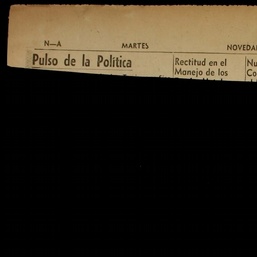 N—A MARTES NOVEDA
Pulso de la Política
Rectitud en el
Manejo de los
Nu
Co